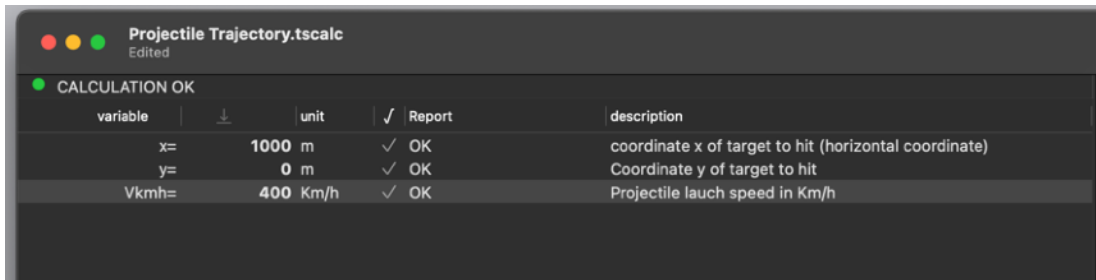 Projectile Trajectory.tscalc
Edited
CALCULATION OK
variable unit √ Report description
x= 1000 m ✓ OK coordinate x of target to hit (horizontal coordinate)
y= 0 m ✓ OK Coordinate y of target to hit
Vkmh= 400 Km/h ✓ OK Projectile lauch speed in Km/h